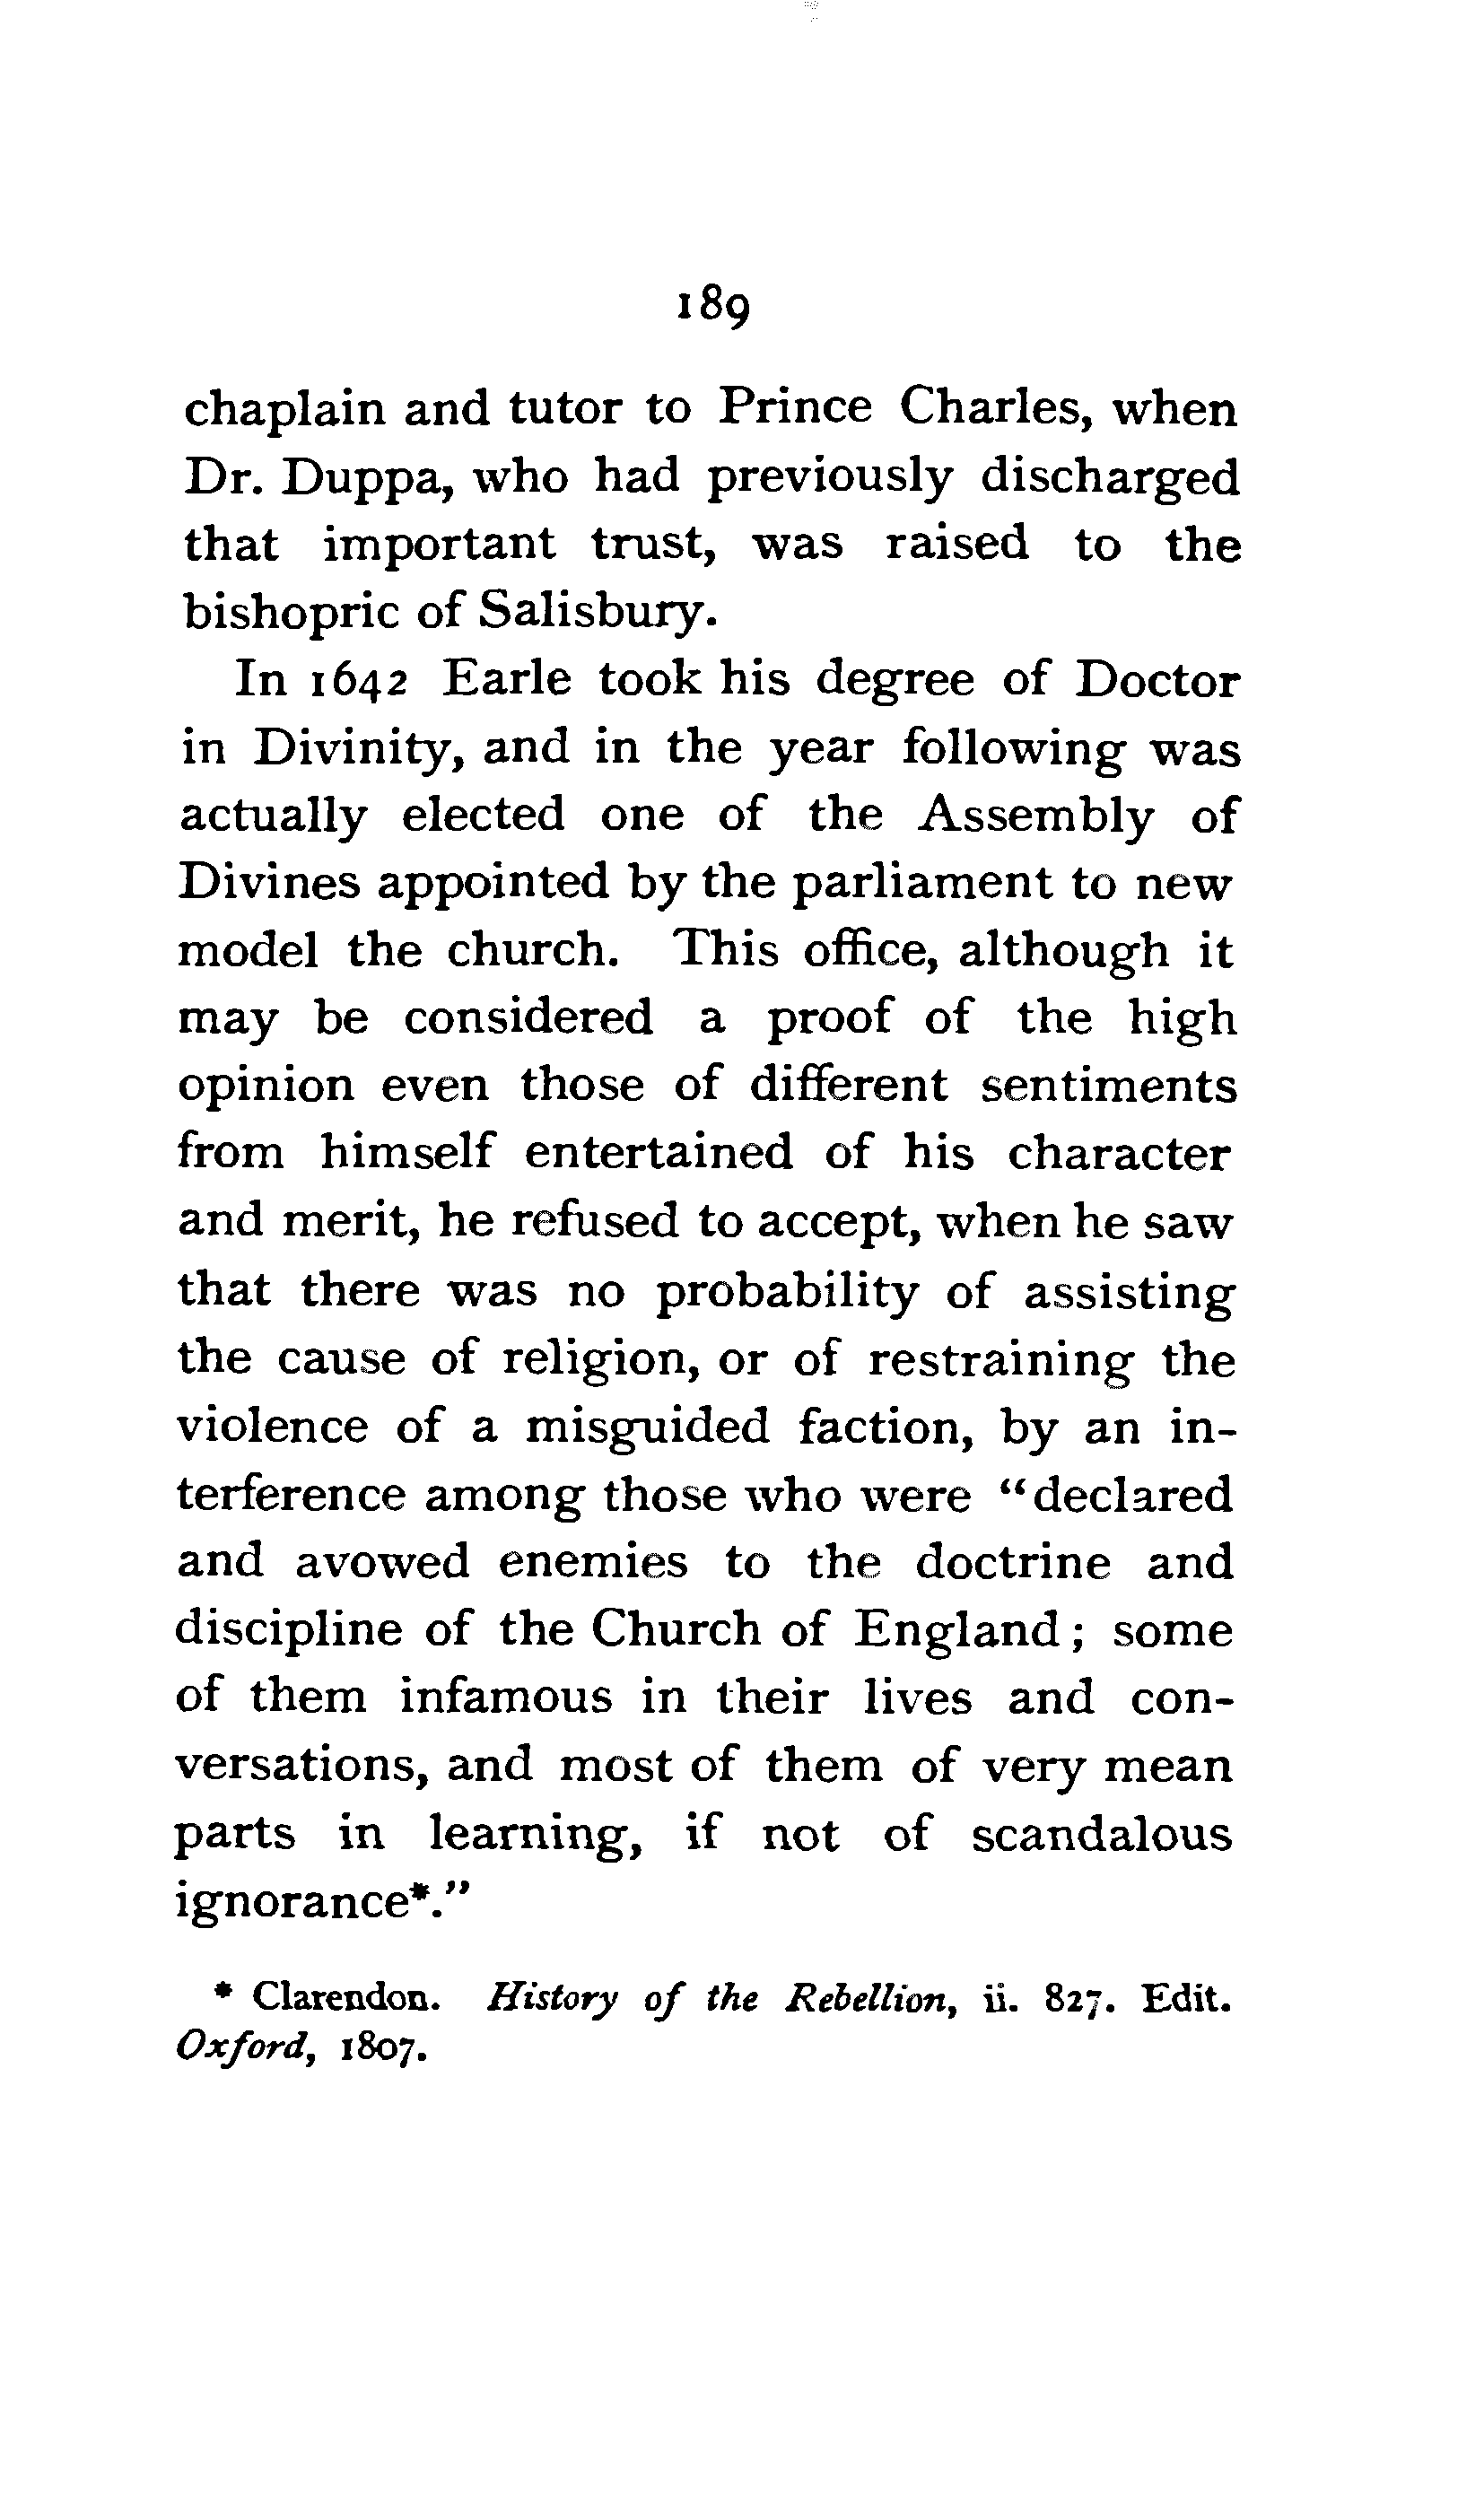 189
chaplain and tutor to Prince Charles, when
Dr. Duppa, who had previously discharged
that important trust, was raised to the
bishopric of Salisbury.
In 1642 Earle took his degree of Doctor
in Divinity, and in the year following was
actually elected one of the Assembly of
Divines appointed by the parliament to new
model the church. This office, although it
may be considered a proof of the high
opinion even those of different sentiments
from himself entertained of his character
and merit, he refused to accept, when he saw
that there was no probability of assisting
the cause of religion, or of restraining the
violence of a misguided faction, by an in-
terference among those who were "declared
and avowed enemies to the doctrine and
discipline of the Church of England; some
of them infamous in their lives and con-
versations, and most of them of very mean
parts in learning, if not of scandalous
ignorance*."
* Clarendon. History of the Rebellion, ii. 827. Edit.
Oxford, 1807.